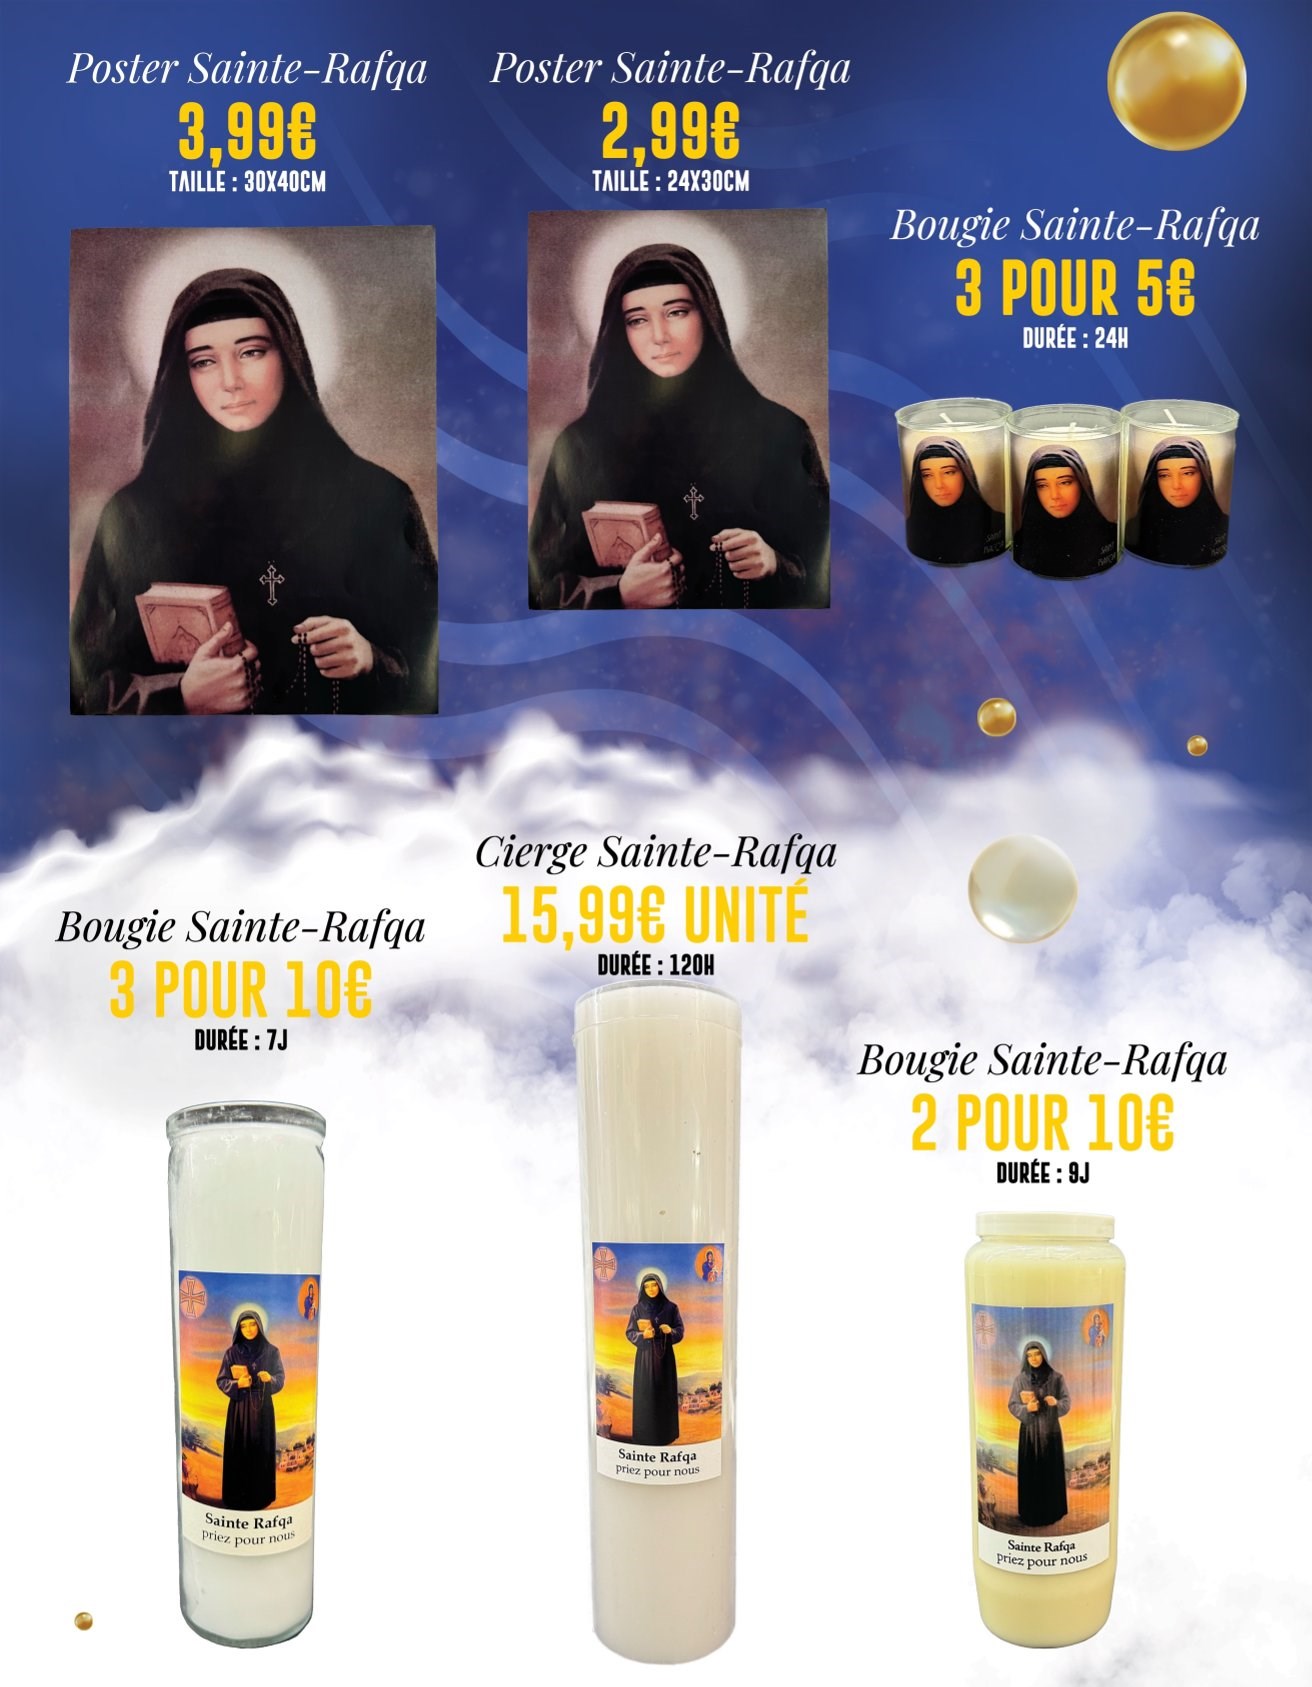 Poster Sainte-Rafqa
3,99€
TAILLE : 30X40CM
Poster Sainte-Rafqa
2,99€
TAILLE : 24X30CM
Bougie Sainte-Rafqa
3 POUR 5€
DURÉE : 24H
Cierge Sainte-Rafqa
15,99€ UNITÉ
DURÉE : 120H
Bougie Sainte-Rafqa
3 POUR 10€
DURÉE : 7J
Bougie Sainte-Rafqa
2 POUR 10€
DURÉE : 9J
Sainte Rafqa
priez pour nous
Sainte Rafqa
priez pour nous
Sainte Rafqa
priez pour nous